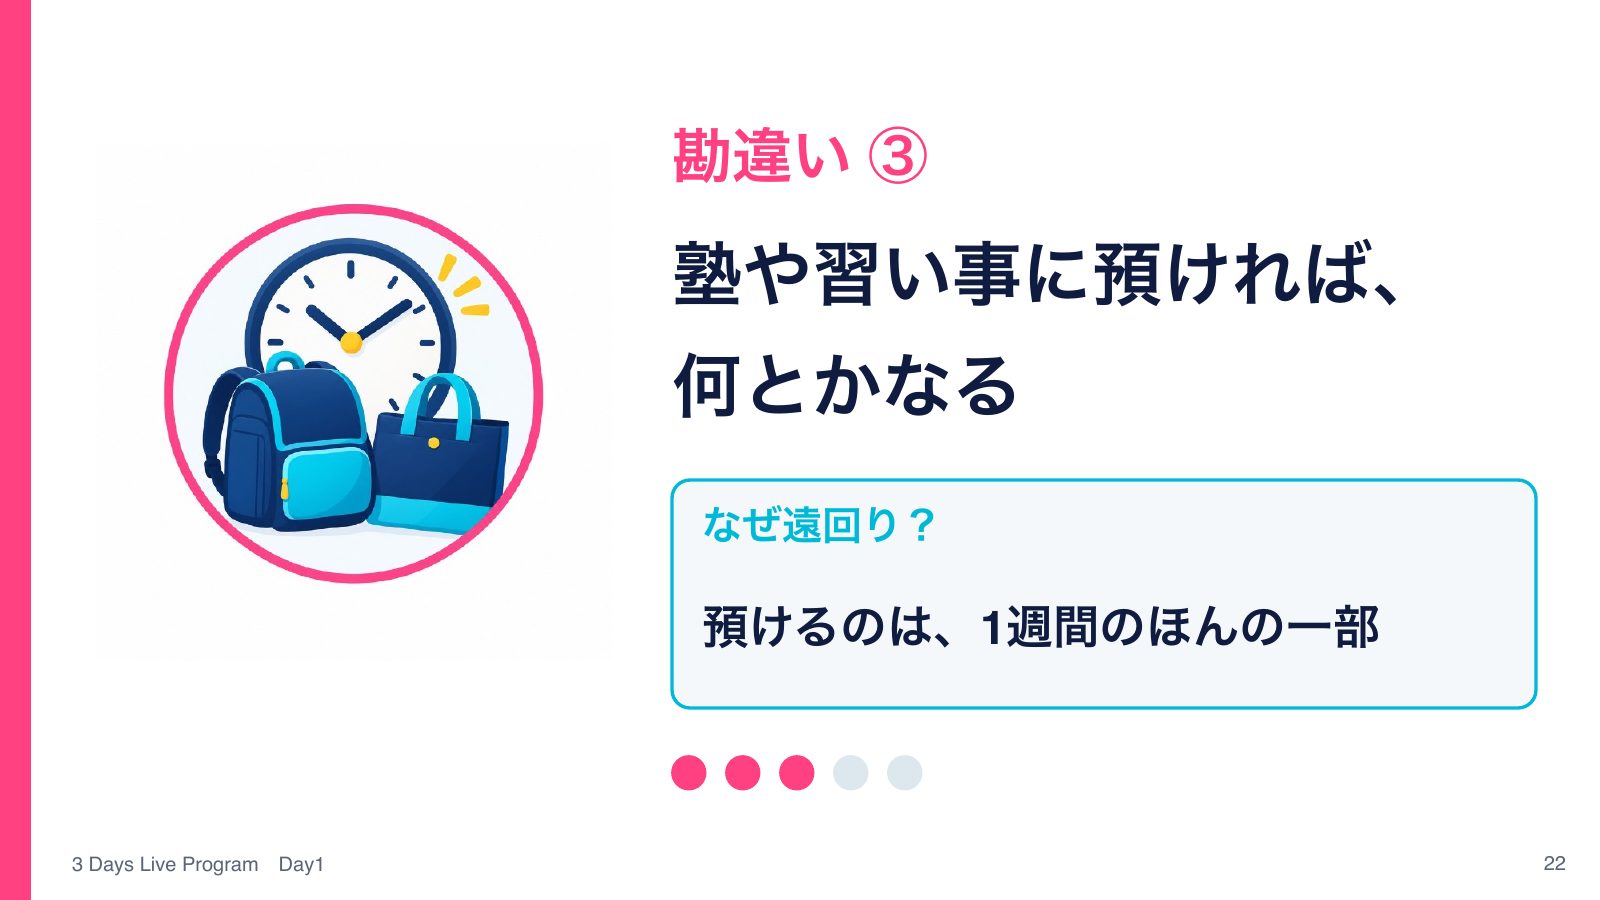 勘違い ③
塾や習い事に預ければ、
何とかなる
なぜ遠回り？
預けるのは、1週間のほんの一部
3 Days Live Program　Day1
22